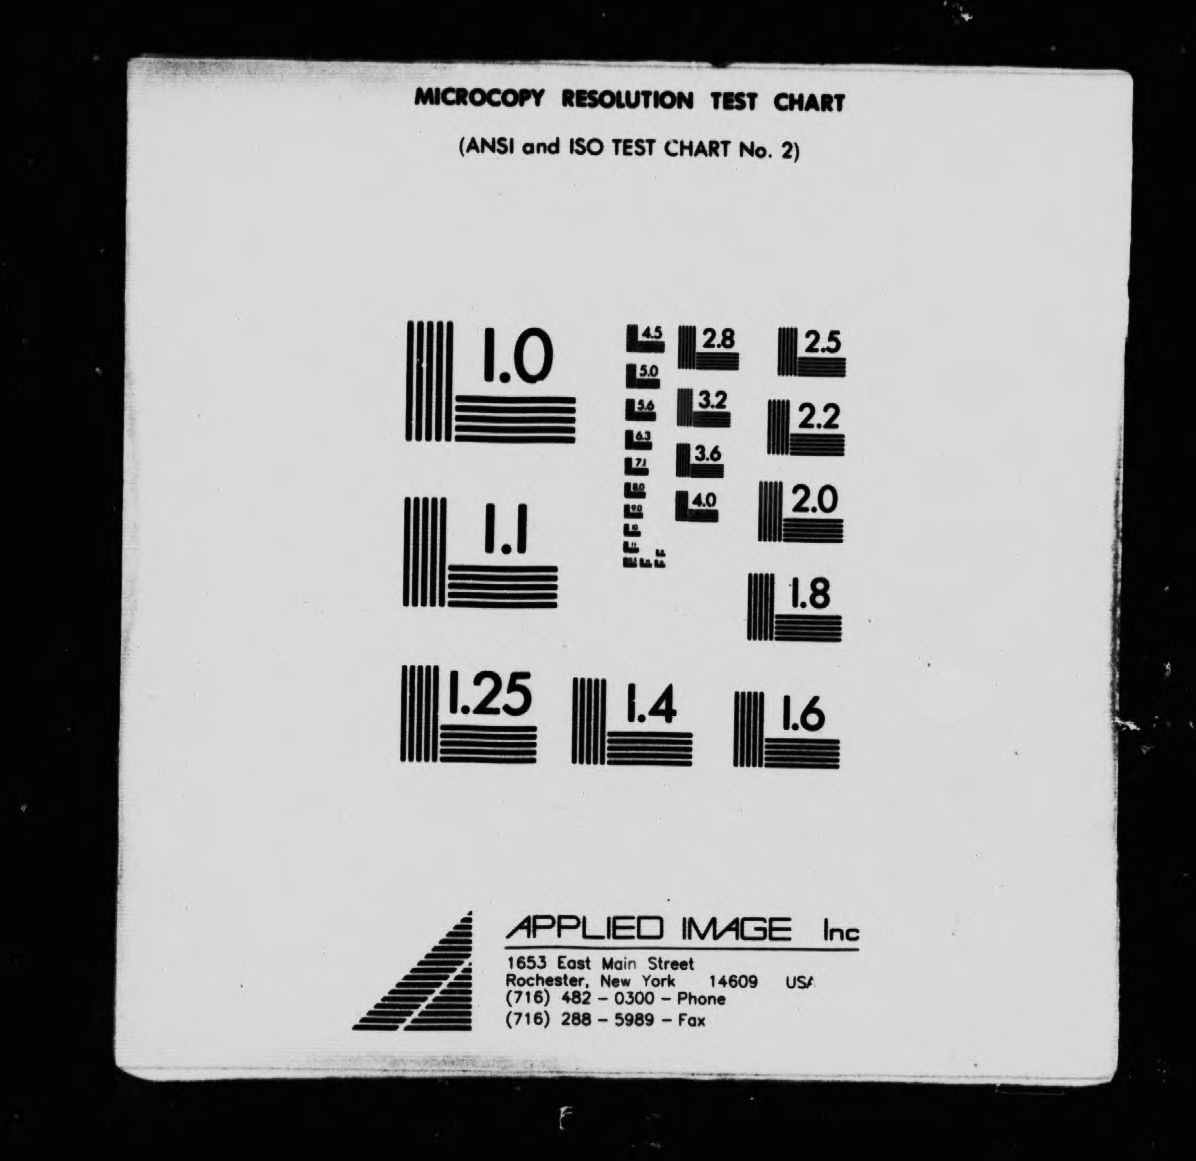 MICROCOPY RESOLUTION TEST CHART
(ANSI and ISO TEST CHART No. 2)
1.0
4.5 2.8 2.5
5.0
5.6 3.2 2.2
6.3
7.1 3.6
8.0
9.0 4.0 2.0
10
11
1.1
1.8
1.25 1.4 1.6
APPLIED IMAGE Inc
1653 East Main Street
Rochester, New York 14609 USA
(716) 482 - 0300 - Phone
(716) 288 - 5989 - Fax